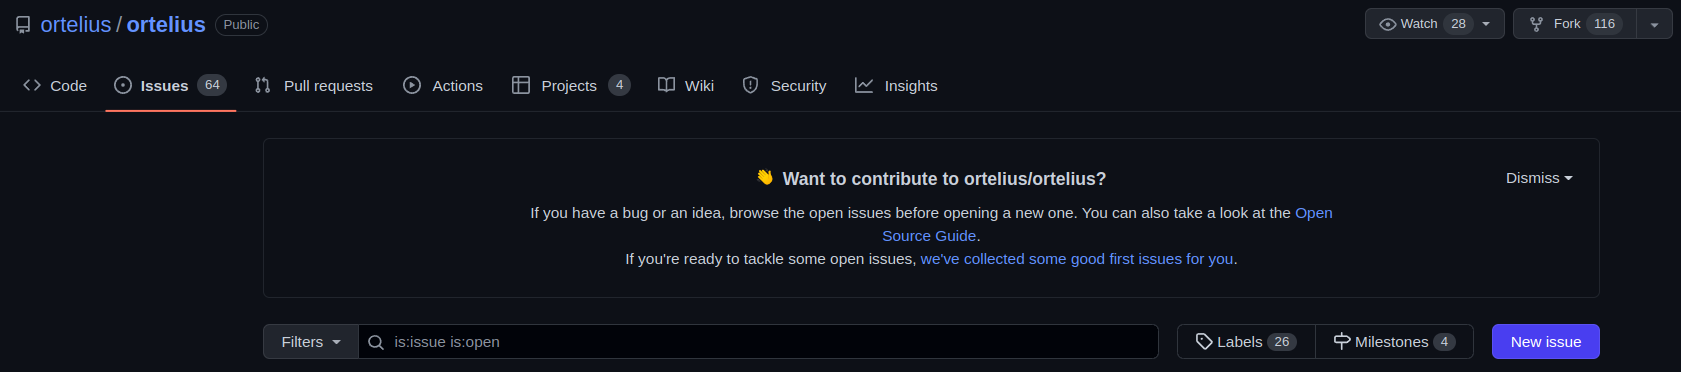 ortelius / ortelius Public Watch 28 Fork 116
Code Issues 64 Pull requests Actions Projects 4 Wiki Security Insights
👋 Want to contribute to ortelius/ortelius? Dismiss
If you have a bug or an idea, browse the open issues before opening a new one. You can also take a look at the Open
Source Guide.
If you're ready to tackle some open issues, we've collected some good first issues for you.
Filters is:issue is:open Labels 26 Milestones 4 New issue